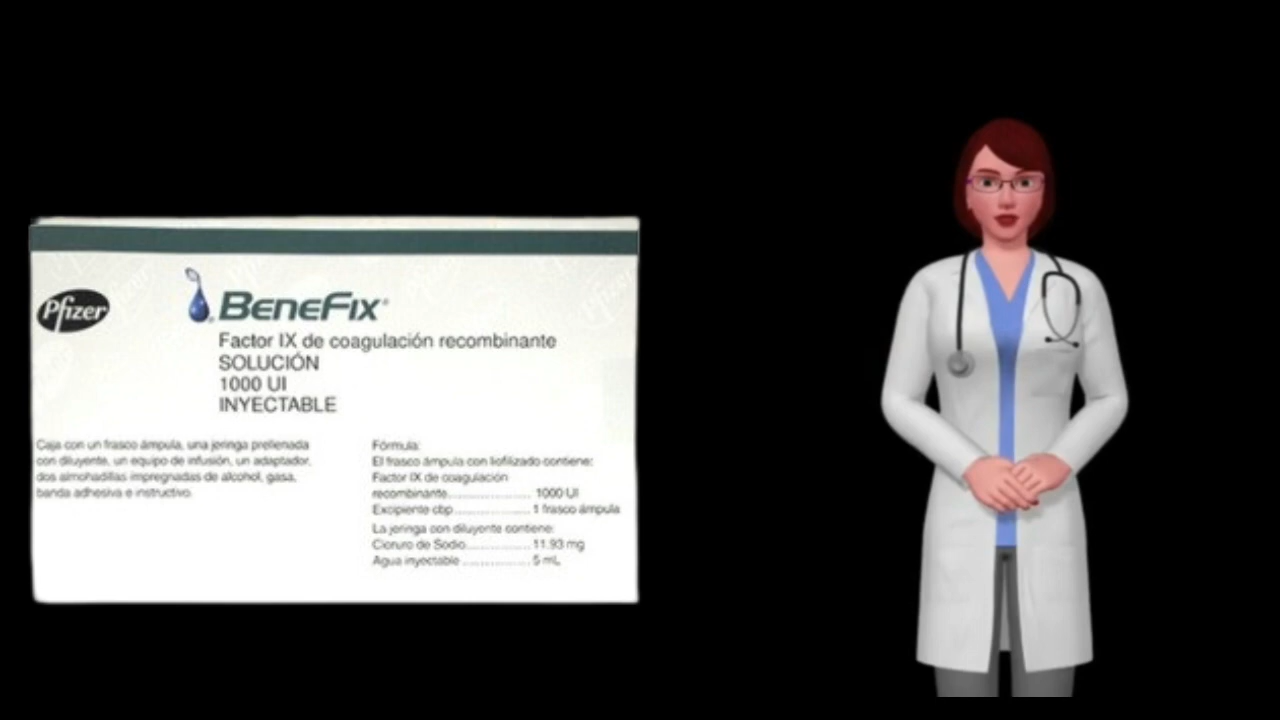 Pfizer
BeneFix®
Factor IX de coagulación recombinante
SOLUCIÓN
1000 UI
INYECTABLE
Caja con un frasco ámpula, una jeringa prellenada
con diluyente, un equipo de infusión, un adaptador,
dos almohadillas impregnadas de alcohol, gasa,
banda adhesiva e instructivo.
Fórmula:
El frasco ámpula con liofilizado contiene:
Factor IX de coagulación
recombinante........................ 1000 UI
Excipiente cbp....................... 1 frasco ámpula
La jeringa con diluyente contiene:
Cloruro de Sodio................... 11.93 mg
Agua inyectable .................... 5 mL